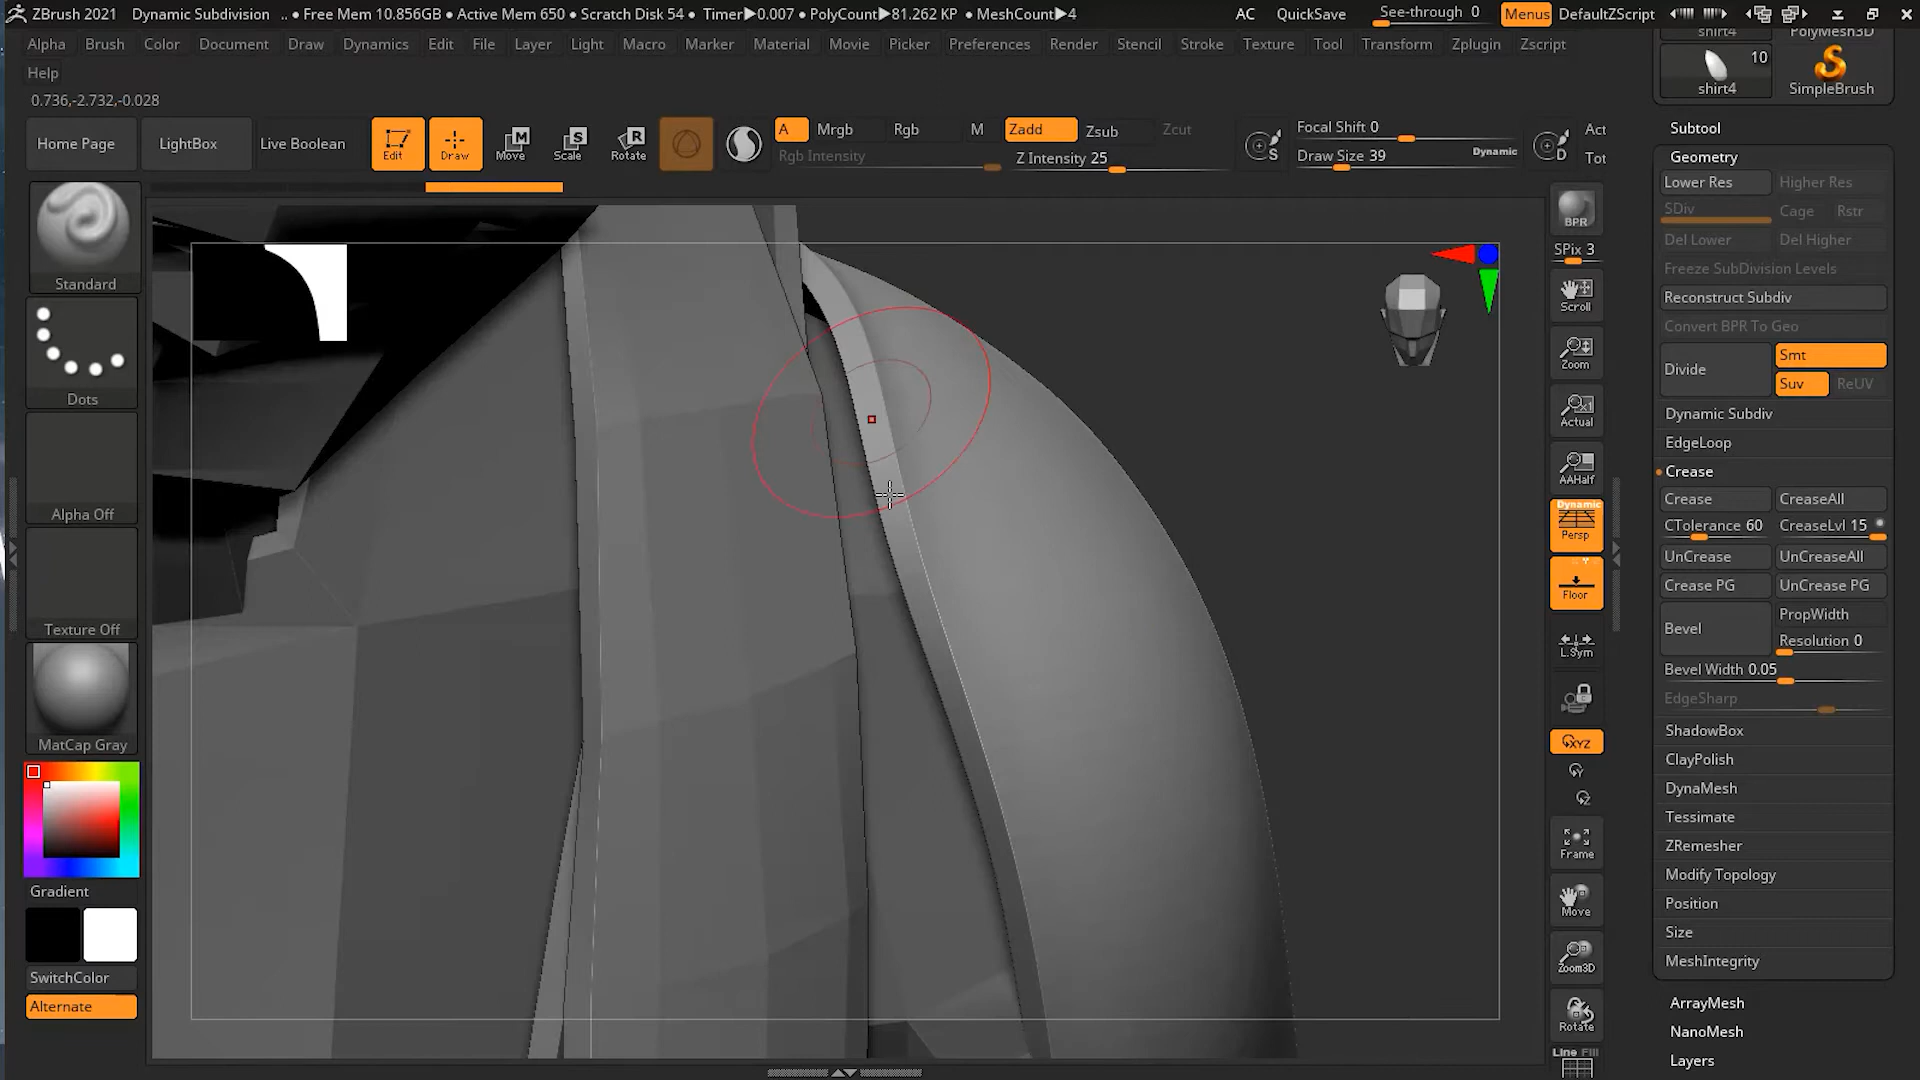 ZBrush 2021 Dynamic Subdivision .. • Free Mem 10.856GB • Active Mem 650 • Scratch Disk 54 • Timer▶0.007 • PolyCount▶81.262 KP • MeshCount▶4 AC QuickSave See-through 0 Menus DefaultZScript
Alpha Brush Color Document Draw Dynamics Edit File Layer Light Macro Marker Material Movie Picker Preferences Render Stencil Stroke Texture Tool Transform Zplugin Zscript
Help
0.736,-2.732,-0.028
Home Page LightBox Live Boolean Edit Draw Move Scale Rotate
M S R
A Mrgb Rgb M Zadd Zsub Zcut
Rgb Intensity Z Intensity 25
S Focal Shift 0
Draw Size 39 Dynamic
D Act
Tot
Standard
Dots
Alpha Off
Texture Off
MatCap Gray
Gradient
SwitchColor
Alternate
BPR
SPix 3
Scroll
Zoom
Actual
AAHalf
Dynamic
Persp
Floor
L.Sym
XYZ
Y
Z
Frame
Move
Zoom3D
Rotate
Line Fill
shirt4 PolyMesh3D
10
shirt4 SimpleBrush
Subtool
Geometry
Lower Res Higher Res
SDiv Cage Rstr
Del Lower Del Higher
Freeze SubDivision Levels
Reconstruct Subdiv
Convert BPR To Geo
Divide Smt
Suv ReUV
Dynamic Subdiv
EdgeLoop
Crease
Crease CreaseAll
CTolerance 60 CreaseLvl 15
UnCrease UnCreaseAll
Crease PG UnCrease PG
Bevel PropWidth
Resolution 0
Bevel Width 0.05
EdgeSharp
ShadowBox
ClayPolish
DynaMesh
Tessimate
ZRemesher
Modify Topology
Position
Size
MeshIntegrity
ArrayMesh
NanoMesh
Layers